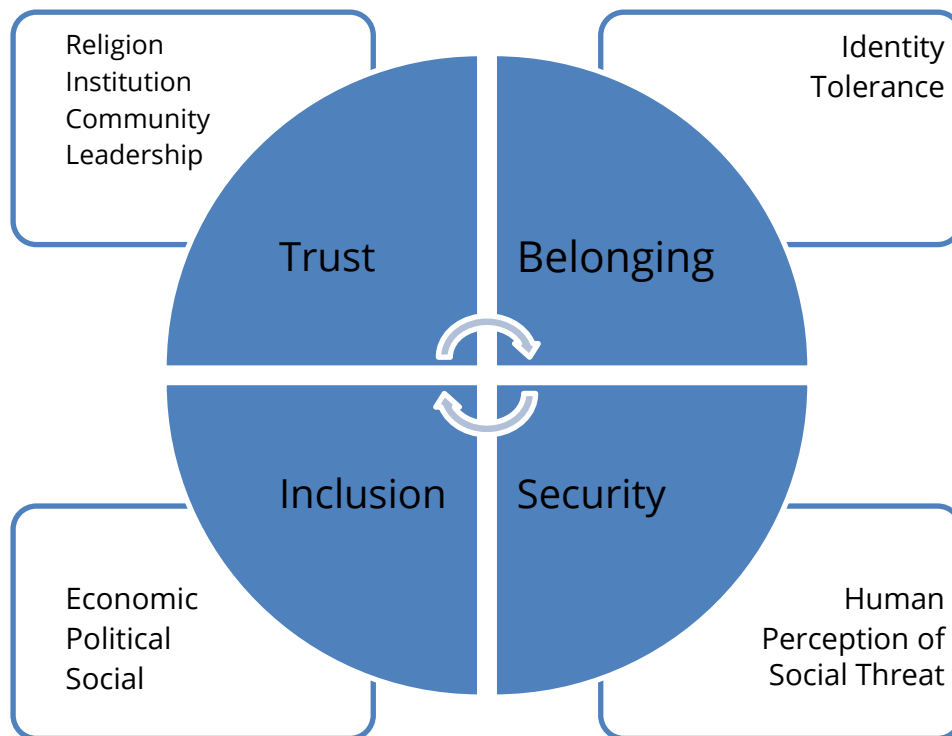 Religion
Institution
Community
Leadership
Identity
Tolerance
Trust
Belonging
Inclusion
Security
Economic
Political
Social
Human
Perception of
Social Threat